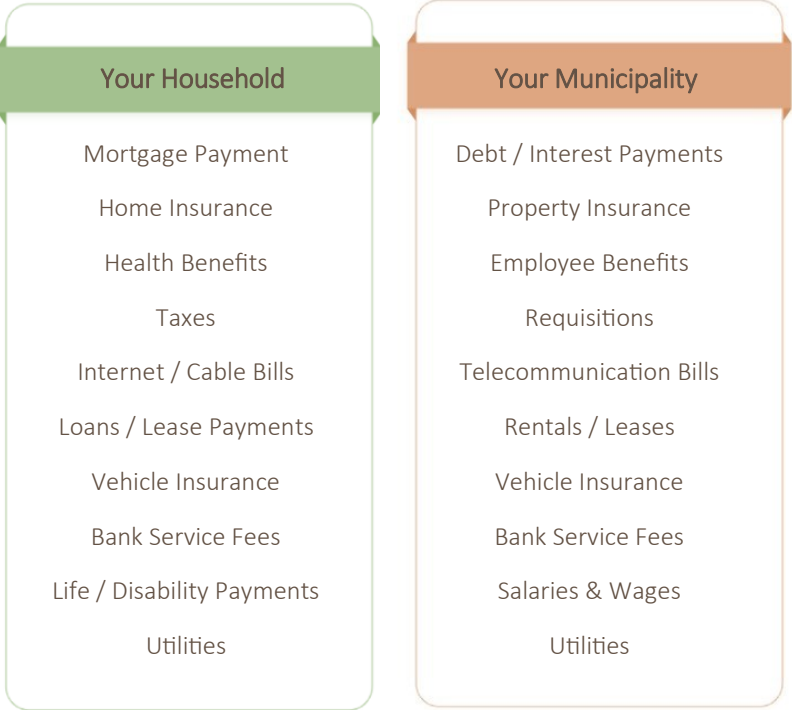 Your Household
Mortgage Payment
Home Insurance
Health Benefits
Taxes
Internet / Cable Bills
Loans / Lease Payments
Vehicle Insurance
Bank Service Fees
Life / Disability Payments
Utilities
Your Municipality
Debt / Interest Payments
Property Insurance
Employee Benefits
Requisitions
Telecommunication Bills
Rentals / Leases
Vehicle Insurance
Bank Service Fees
Salaries & Wages
Utilities